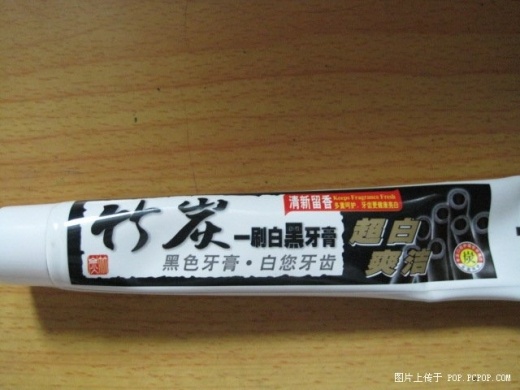 清新留香
Keeps Fragrance Fresh
竹炭
一刷白黑牙膏
黑色牙膏·白您牙齿
超白
爽洁
炭
图片上传于 POP.PCPOP.COM